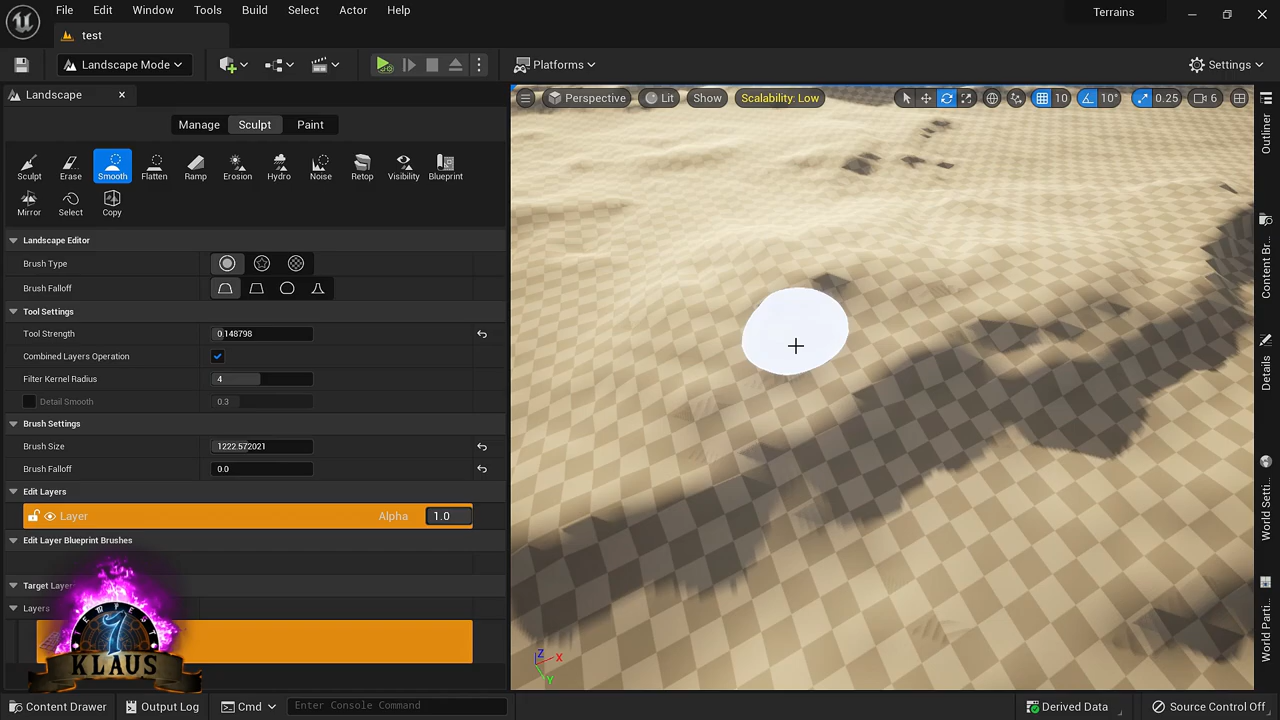 File Edit Window Tools Build Select Actor Help
Terrains
test
Landscape Mode
Platforms
Settings
Landscape
Perspective
Lit
Show
Scalability: Low
10
10°
0.25
6
Manage
Sculpt
Paint
Sculpt
Erase
Smooth
Flatten
Ramp
Erosion
Hydro
Noise
Retop
Visibility
Blueprint
Mirror
Select
Copy
Landscape Editor
Brush Type
Brush Falloff
Tool Settings
Tool Strength
0.148798
Combined Layers Operation
Filter Kernel Radius
4
Detail Smooth
0.3
Brush Settings
Brush Size
1222.572021
Brush Falloff
0.0
Edit Layers
Layer
Alpha
1.0
Edit Layer Blueprint Brushes
Target Laye
Layers
TEMPEST
7
KLAUS
Z
X
Y
Outliner
Content Br...
Details
World Setti...
World Parti...
Content Drawer
Output Log
Cmd
Enter Console Command
Derived Data
Source Control Off